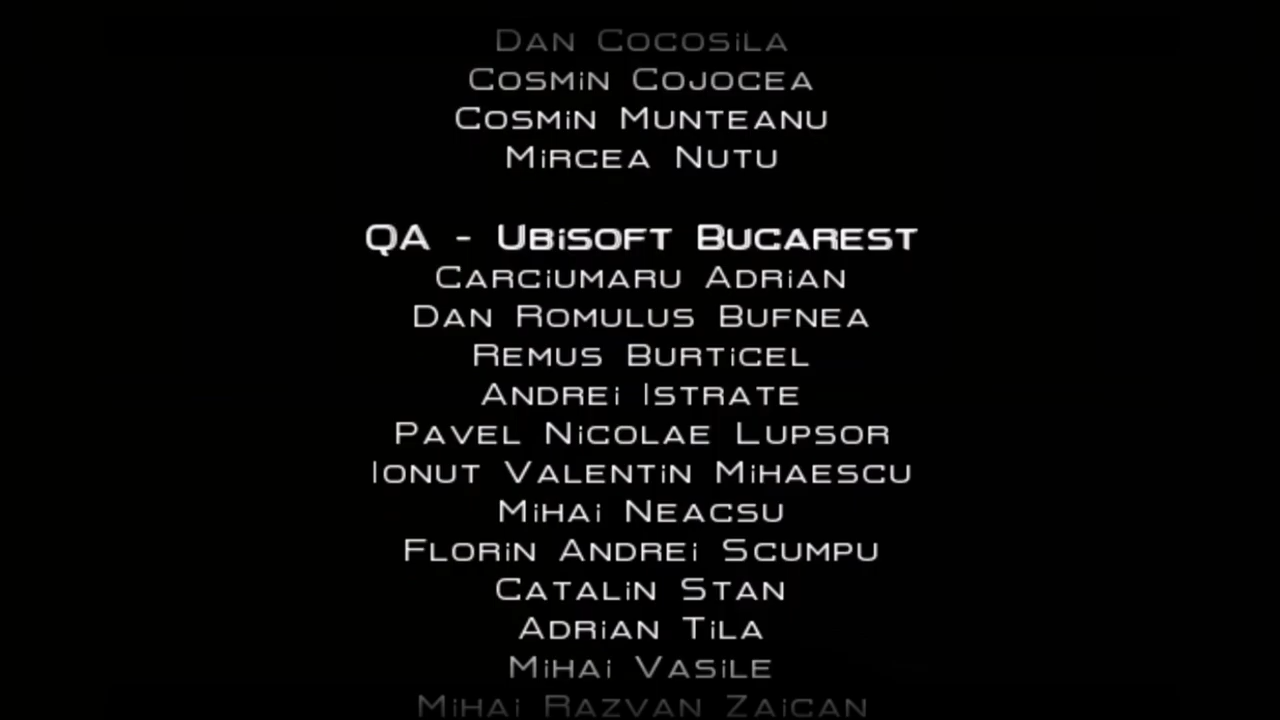 Dan Cocosila
Cosmin Cojocea
Cosmin Munteanu
Mircea Nutu
QA - Ubisoft Bucarest
Carciumaru Adrian
Dan Romulus Bufnea
Remus Burticel
Andrei Istrate
Pavel Nicolae Lupsor
Ionut Valentin Mihaescu
Mihai Neacsu
Florin Andrei Scumpu
Catalin Stan
Adrian Tila
Mihai Vasile
Mihai Razvan Zaican